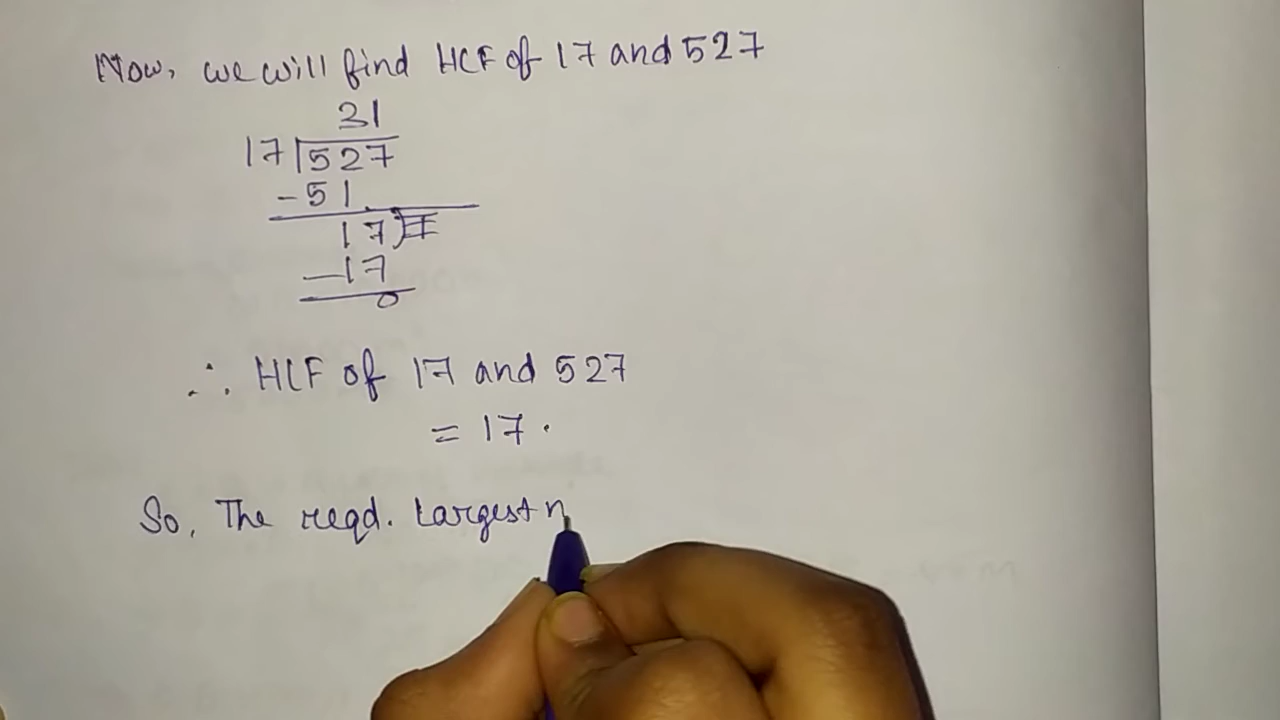 Now, we will find HCF of 17 and 527
31
17 527
-51
17)
-17
0
∴ HCF of 17 and 527
= 17.
So, The reqd. Largest n